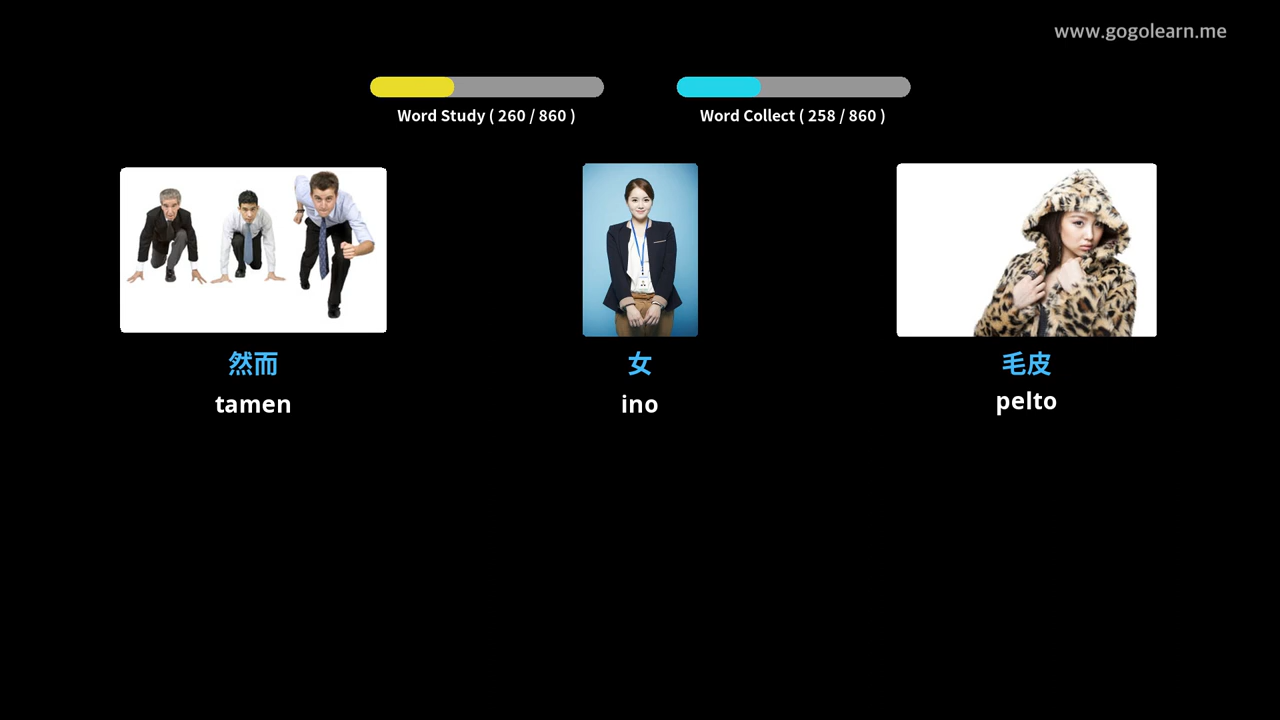 www.gogolearn.me
Word Study ( 260 / 860 )
Word Collect ( 258 / 860 )
然而
女
毛皮
tamen
ino
pelto